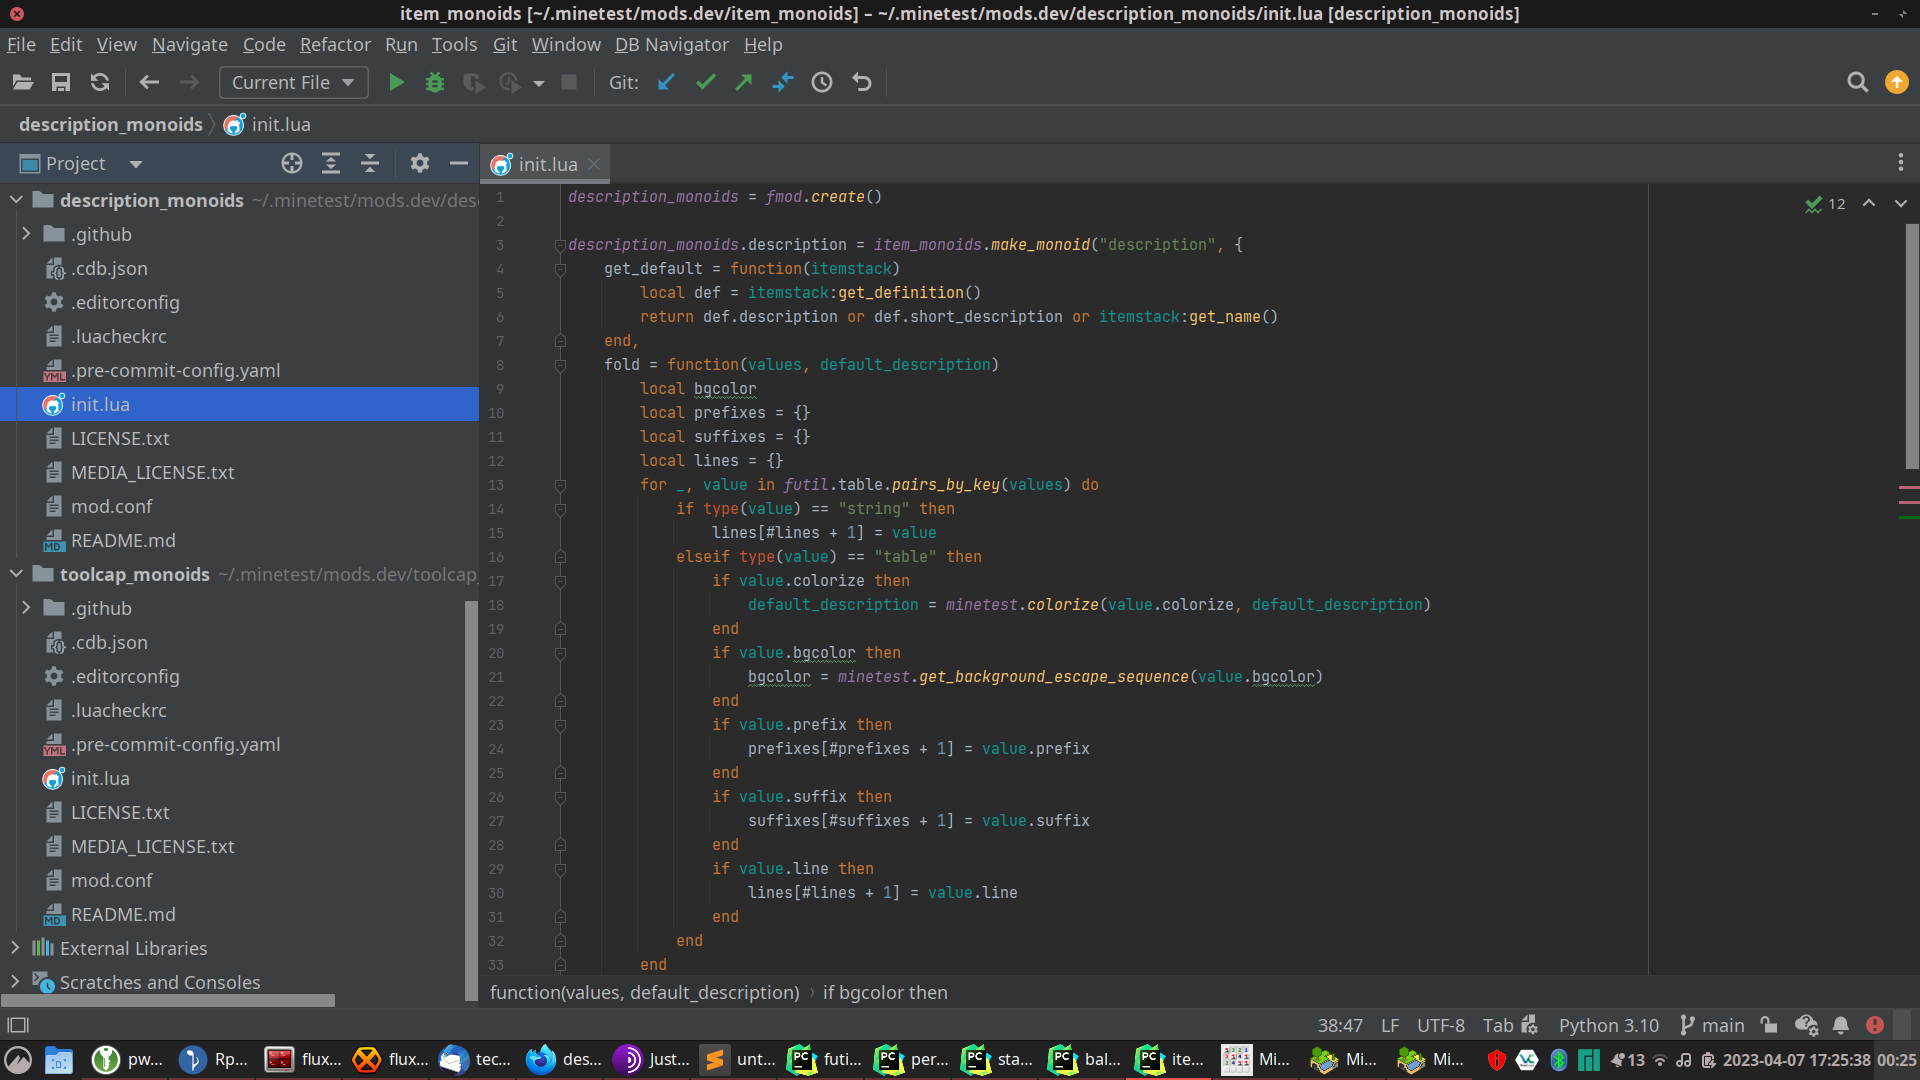 item_monoids [~/.minetest/mods.dev/item_monoids] – ~/.minetest/mods.dev/description_monoids/init.lua [description_monoids]
File Edit View Navigate Code Refactor Run Tools Git Window DB Navigator Help
Current File Git:
description_monoids init.lua
Project
init.lua
description_monoids ~/.minetest/mods.dev/des
.github
.cdb.json
.editorconfig
.luacheckrc
.pre-commit-config.yaml
init.lua
LICENSE.txt
MEDIA_LICENSE.txt
mod.conf
README.md
toolcap_monoids ~/.minetest/mods.dev/toolcap_
.github
.cdb.json
.editorconfig
.luacheckrc
.pre-commit-config.yaml
init.lua
LICENSE.txt
MEDIA_LICENSE.txt
mod.conf
README.md
External Libraries
Scratches and Consoles
12
1 description_monoids = fmod.create()
2
3 description_monoids.description = item_monoids.make_monoid("description", {
4 get_default = function(itemstack)
5 local def = itemstack:get_definition()
6 return def.description or def.short_description or itemstack:get_name()
7 end,
8 fold = function(values, default_description)
9 local bgcolor
10 local prefixes = {}
11 local suffixes = {}
12 local lines = {}
13 for _, value in futil.table.pairs_by_key(values) do
14 if type(value) == "string" then
15 lines[#lines + 1] = value
16 elseif type(value) == "table" then
17 if value.colorize then
18 default_description = minetest.colorize(value.colorize, default_description)
19 end
20 if value.bgcolor then
21 bgcolor = minetest.get_background_escape_sequence(value.bgcolor)
22 end
23 if value.prefix then
24 prefixes[#prefixes + 1] = value.prefix
25 end
26 if value.suffix then
27 suffixes[#suffixes + 1] = value.suffix
28 end
29 if value.line then
30 lines[#lines + 1] = value.line
31 end
32 end
33 end
function(values, default_description) › if bgcolor then
38:47 LF UTF-8 Tab Python 3.10 main
pw... Rp... flux... flux... tec... des... Just... unt... futi... per... sta... bal... ite... Mi... Mi... Mi... 13 2023-04-07 17:25:38 00:25